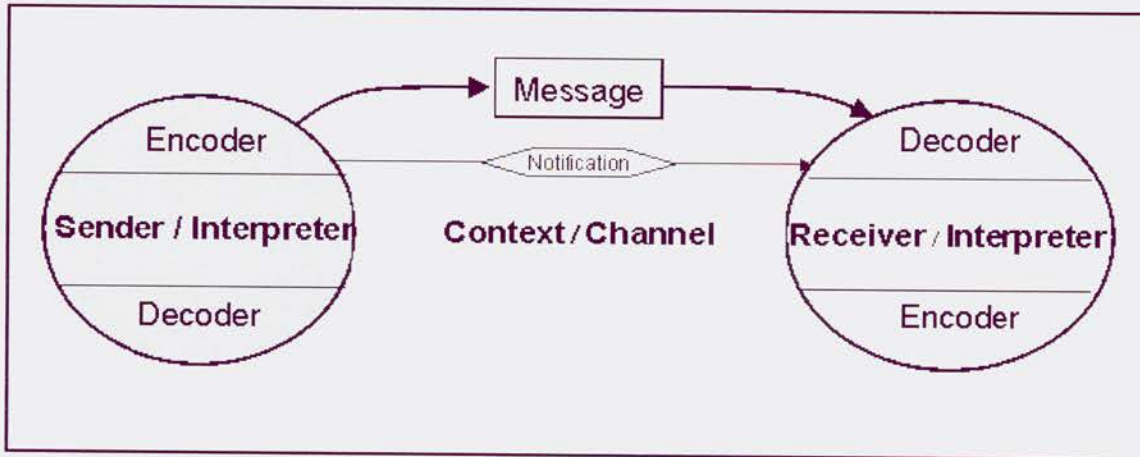 Message
Encoder
Decoder
Notification
Sender / Interpreter
Context / Channel
Receiver / Interpreter
Decoder
Encoder